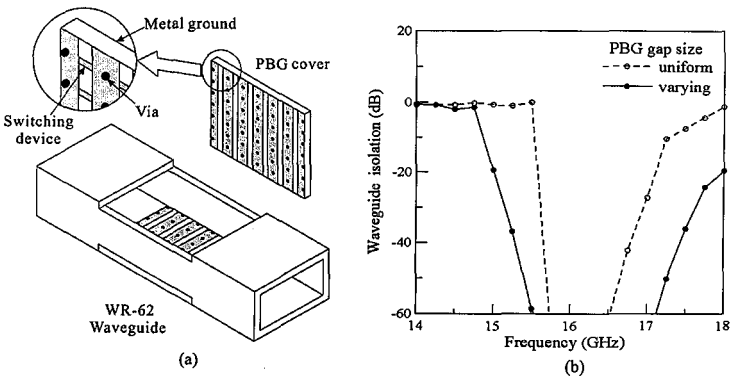 Metal ground
PBG cover
Via
Switching
device
WR-62
Waveguide
(a)
20
0
-20
-40
-60
Waveguide isolation (dB)
PBG gap size
uniform
varying
14
15
16
17
18
Frequency (GHz)
(b)